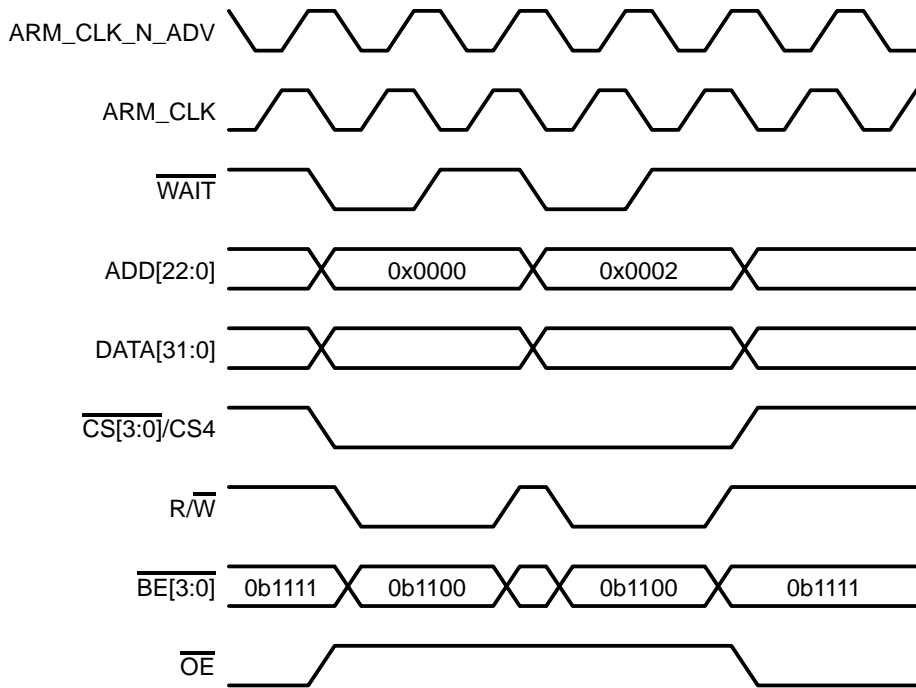 ARM_CLK_N_ADV
ARM_CLK
WAIT
ADD[22:0] 0x0000 0x0002
DATA[31:0]
CS[3:0]/CS4
R/W
BE[3:0] 0b1111 0b1100 0b1100 0b1111
OE